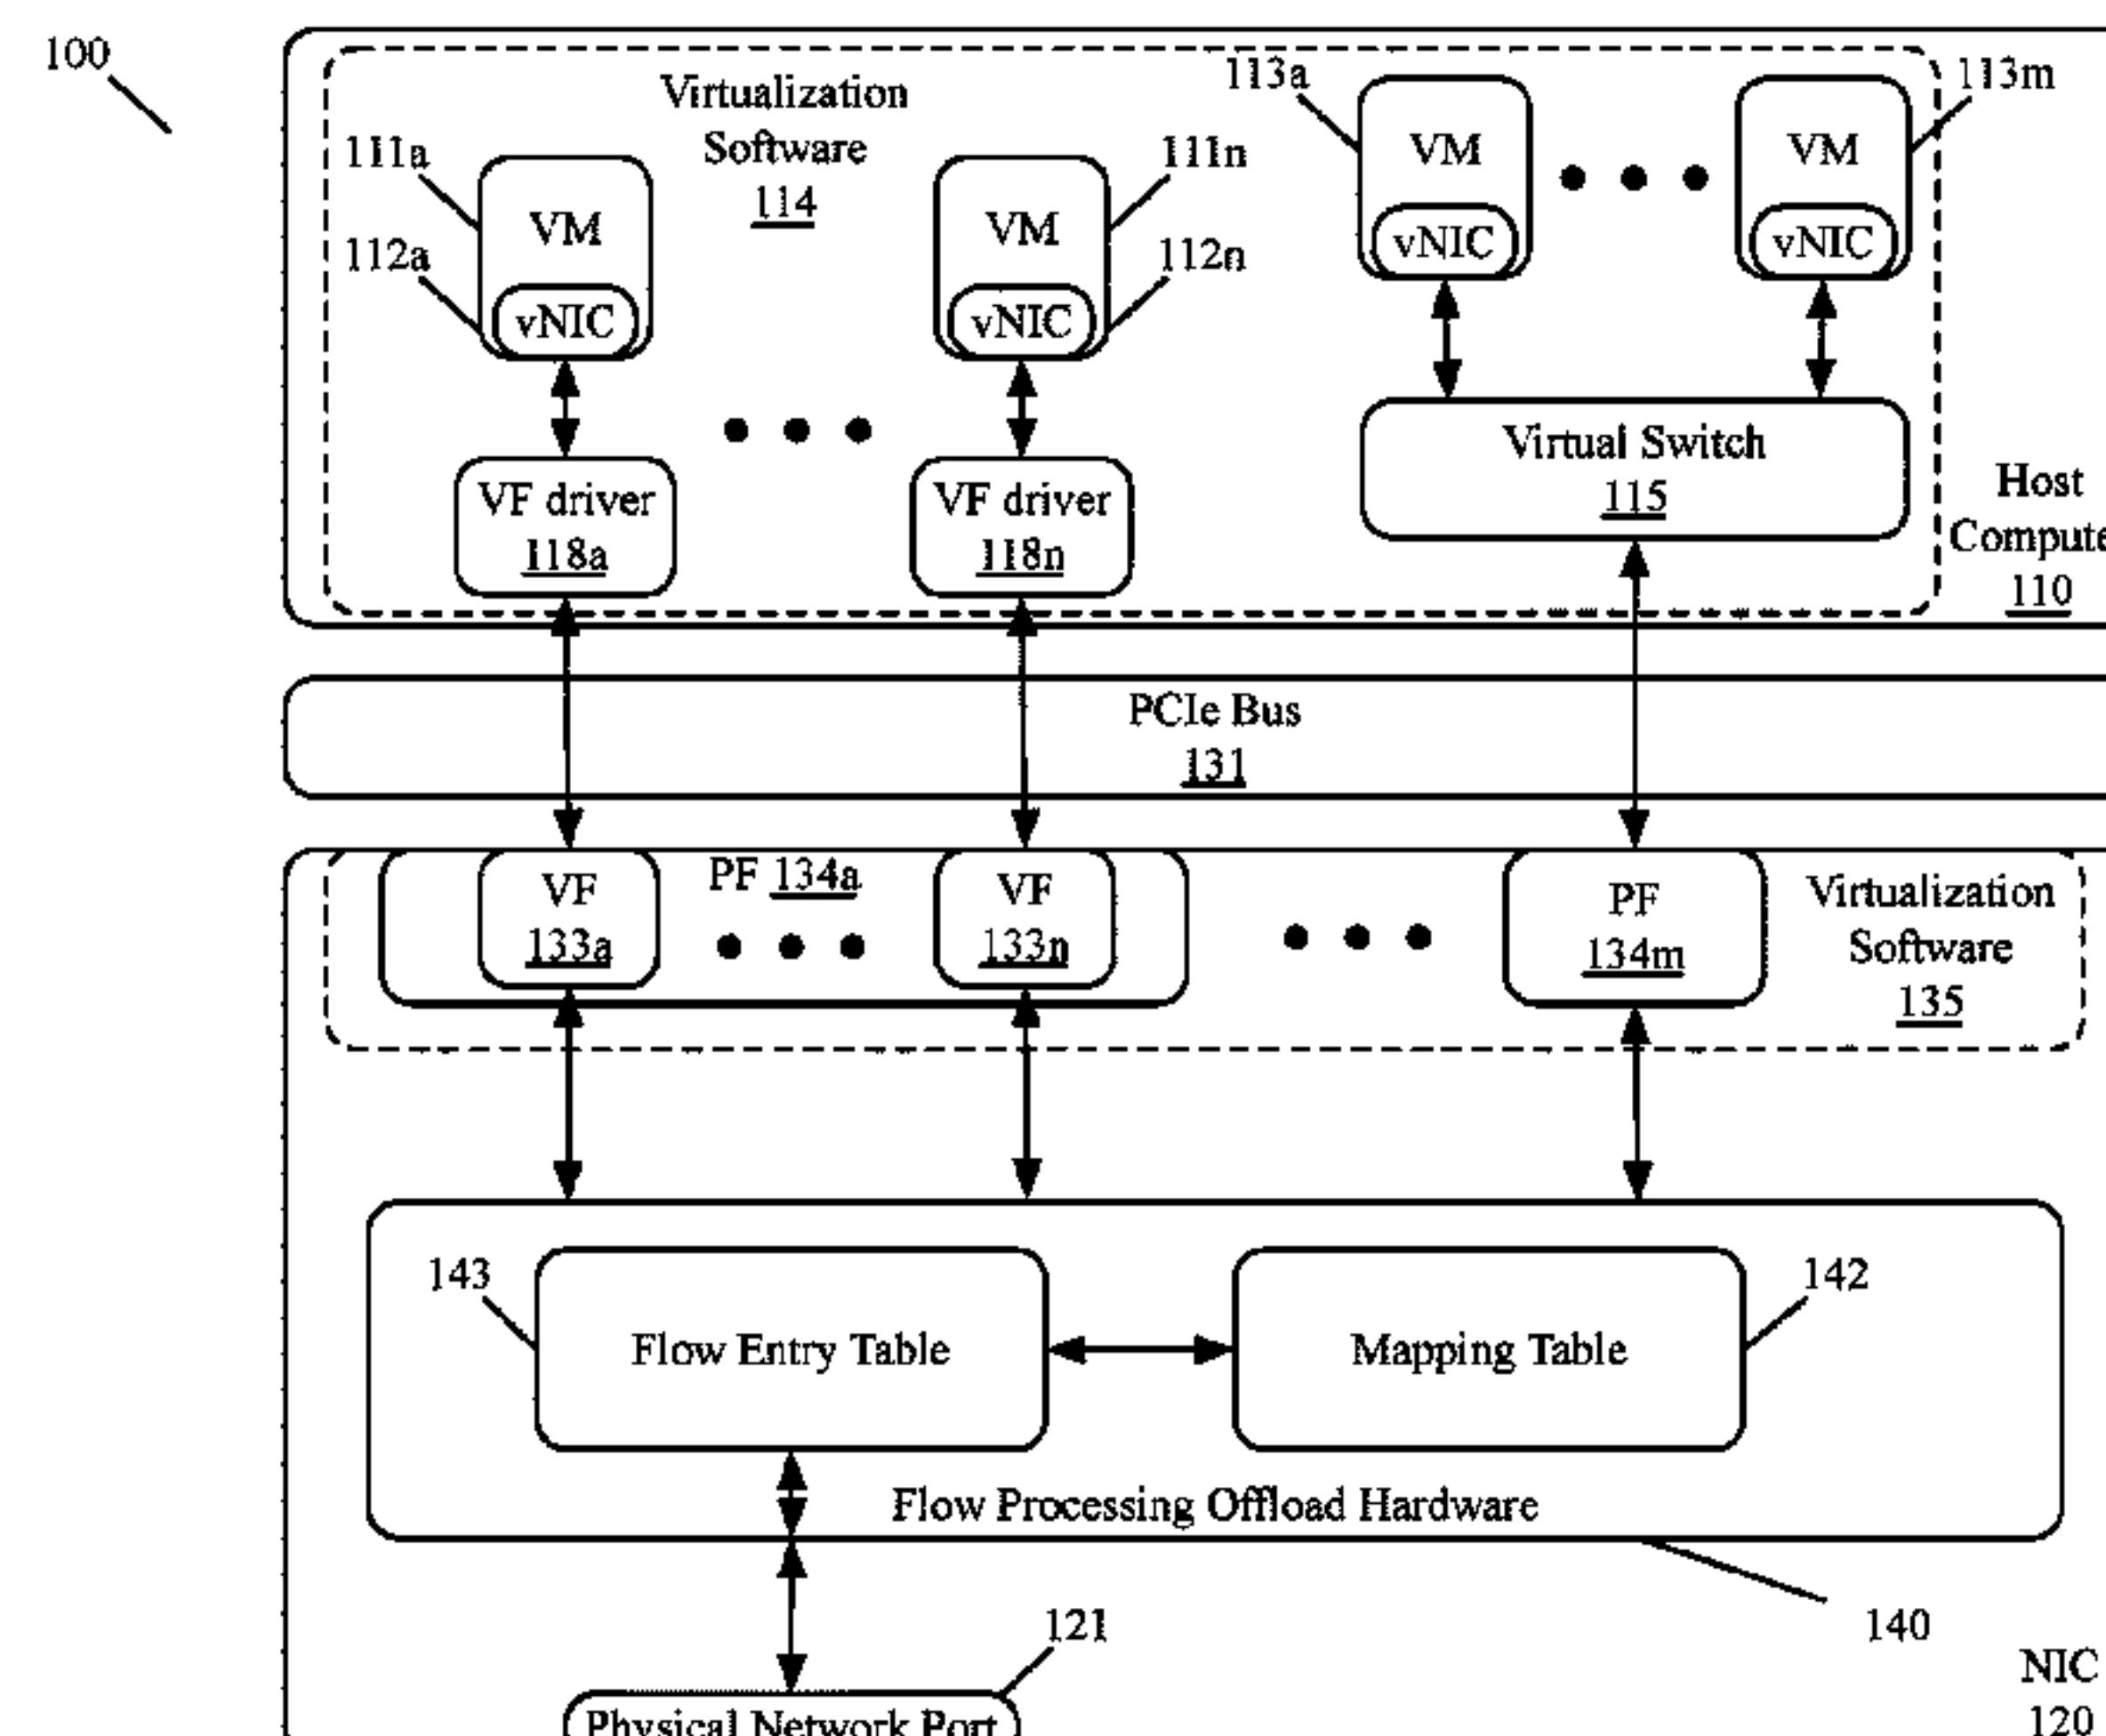 100
Virtualization
Software
114
113a
113m
111a
111n
VM
VM
VM
VM
112a
112n
vNIC
vNIC
vNIC
vNIC
VF driver
118a
VF driver
118n
Virtual Switch
115
Host
Compute
110
PCIe Bus
131
VF
133a
PF 134a
VF
133n
PF
134m
Virtualization
Software
135
143
142
Flow Entry Table
Mapping Table
Flow Processing Offload Hardware
121
140
NIC
120
Physical Network Port